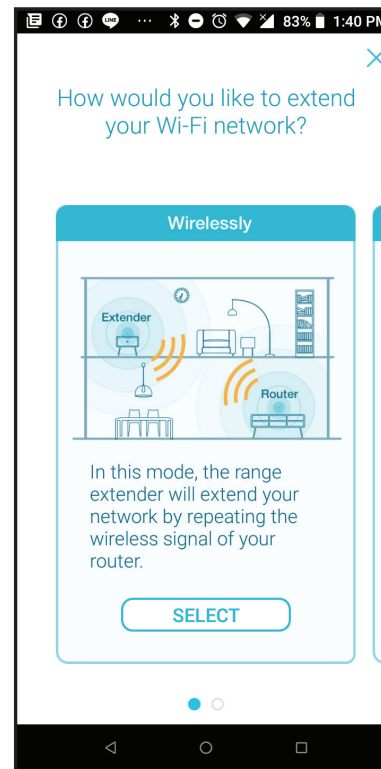 LINE
83%
1:40 PM
How would you like to extend
your Wi-Fi network?
Wirelessly
Extender
Router
In this mode, the range
extender will extend your
network by repeating the
wireless signal of your
router.
SELECT